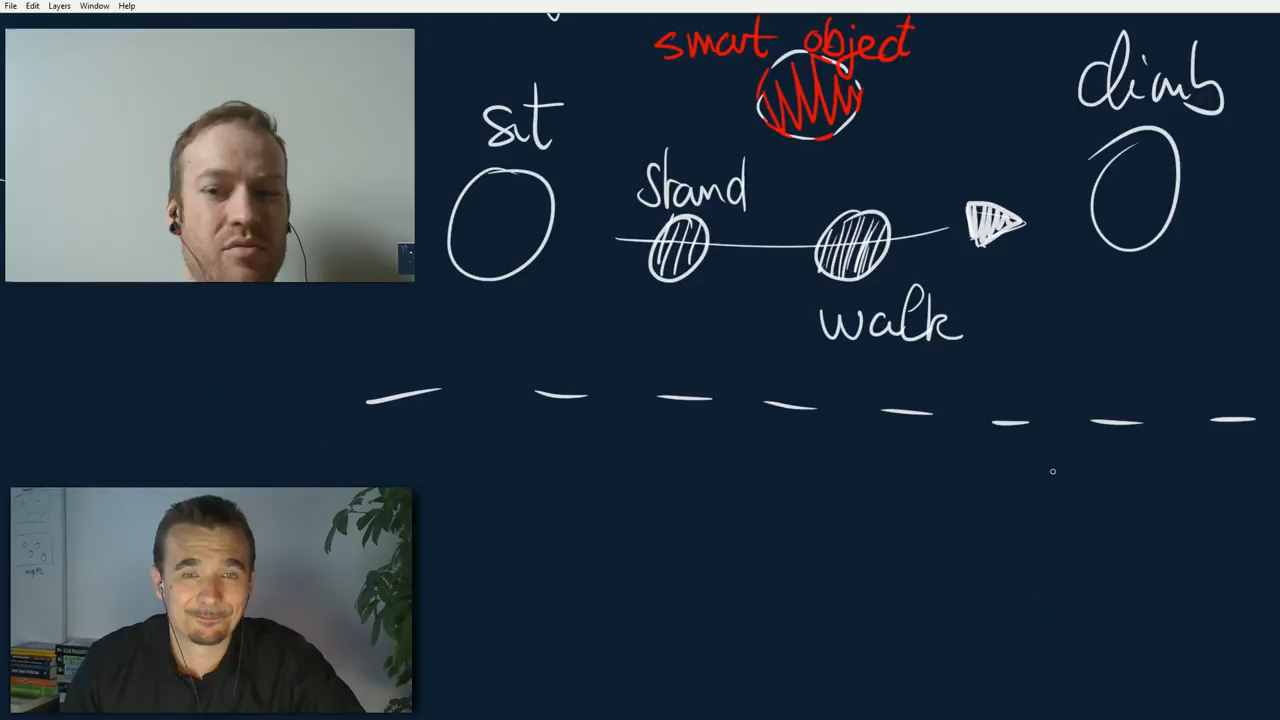 File Edit Layers Window Help
smart object
sit
climb
stand
walk